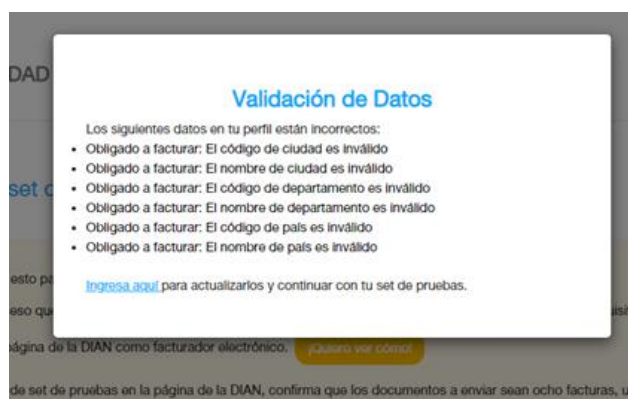 DAD
Validación de Datos
Los siguientes datos en tu perfil están incorrectos:
• Obligado a facturar: El código de ciudad es inválido
• Obligado a facturar: El nombre de ciudad es inválido
set
• Obligado a facturar: El código de departamento es inválido
• Obligado a facturar: El nombre de departamento es inválido
• Obligado a facturar: El código de país es inválido
• Obligado a facturar: El nombre de país es inválido
esto
Ingresa aquí para actualizarlos y continuar con tu set de pruebas.
eso
ágina de la DIAN como facturador electrónico. ¡Quiero ver cómo!
de set de pruebas en la página de la DIAN, confirma que los documentos a enviar sean ocho facturas,